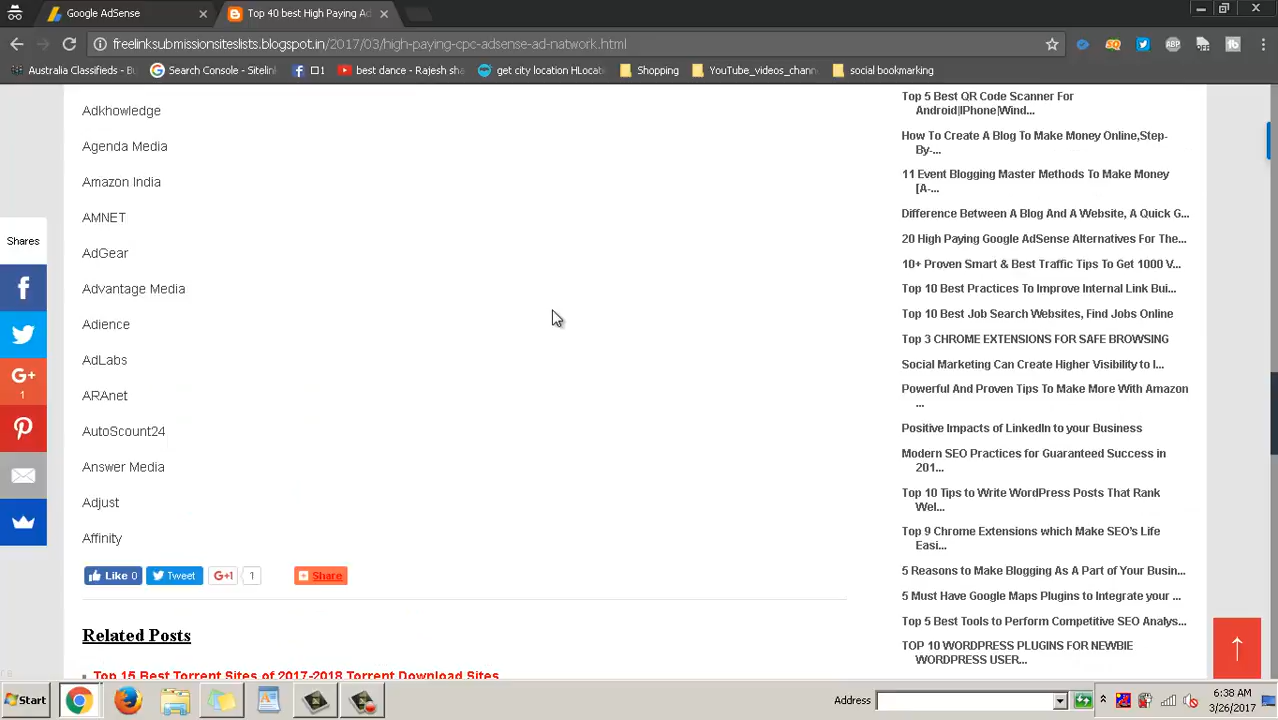 Google AdSense
Top 40 best High Paying Ad
freelinksubmissionsiteslists.blogspot.in/2017/03/high-paying-cpc-adsense-ad-natwork.html
SQ
ABP
Australia Classifieds - Bu
Search Console - Sitelin
1
best dance - Rajesh sha
get city location HLocat
Shopping
YouTube_videos_chann
social bookmarking
Adkhowledge
Agenda Media
Amazon India
AMNET
AdGear
Advantage Media
Adience
AdLabs
ARAnet
AutoScount24
Answer Media
Adjust
Affinity
Like 0
Tweet
G+1
1
Share
Related Posts
Top 15 Best Torrent Sites of 2017-2018 Torrent Download Sites
Shares
f
G+
1
Top 5 Best QR Code Scanner For
Android|IPhone|Wind...
How To Create A Blog To Make Money Online,Step-
By-...
11 Event Blogging Master Methods To Make Money
[A-...
Difference Between A Blog And A Website, A Quick G...
20 High Paying Google AdSense Alternatives For The...
10+ Proven Smart & Best Traffic Tips To Get 1000 V...
Top 10 Best Practices To Improve Internal Link Bui...
Top 10 Best Job Search Websites, Find Jobs Online
Top 3 CHROME EXTENSIONS FOR SAFE BROWSING
Social Marketing Can Create Higher Visibility to I...
Powerful And Proven Tips To Make More With Amazon
...
Positive Impacts of LinkedIn to your Business
Modern SEO Practices for Guaranteed Success in
201...
Top 10 Tips to Write WordPress Posts That Rank
Wel...
Top 9 Chrome Extensions which Make SEO's Life
Easi...
5 Reasons to Make Blogging As A Part of Your Busin...
5 Must Have Google Maps Plugins to Integrate your ...
Top 5 Best Tools to Perform Competitive SEO Analys...
TOP 10 WORDPRESS PLUGINS FOR NEWBIE
WORDPRESS USER...
Start
Address
6:38 AM
3/26/2017